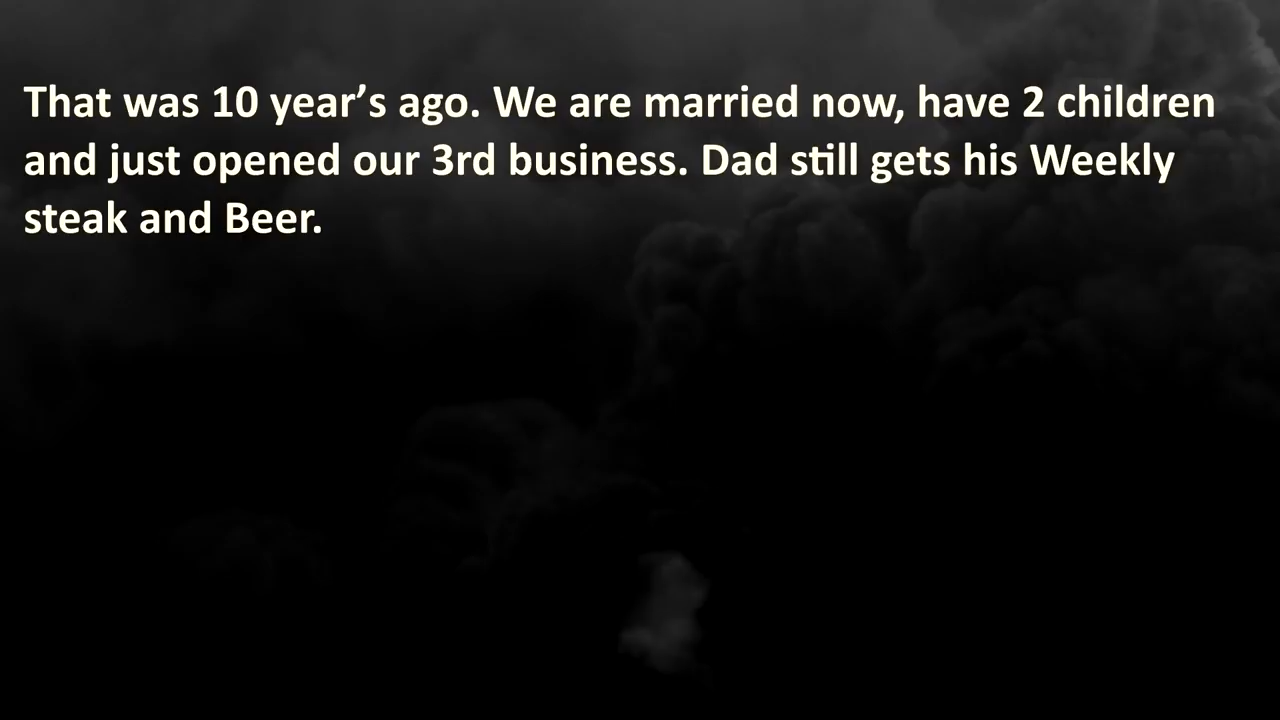 That was 10 year’s ago. We are married now, have 2 children
and just opened our 3rd business. Dad still gets his Weekly
steak and Beer.